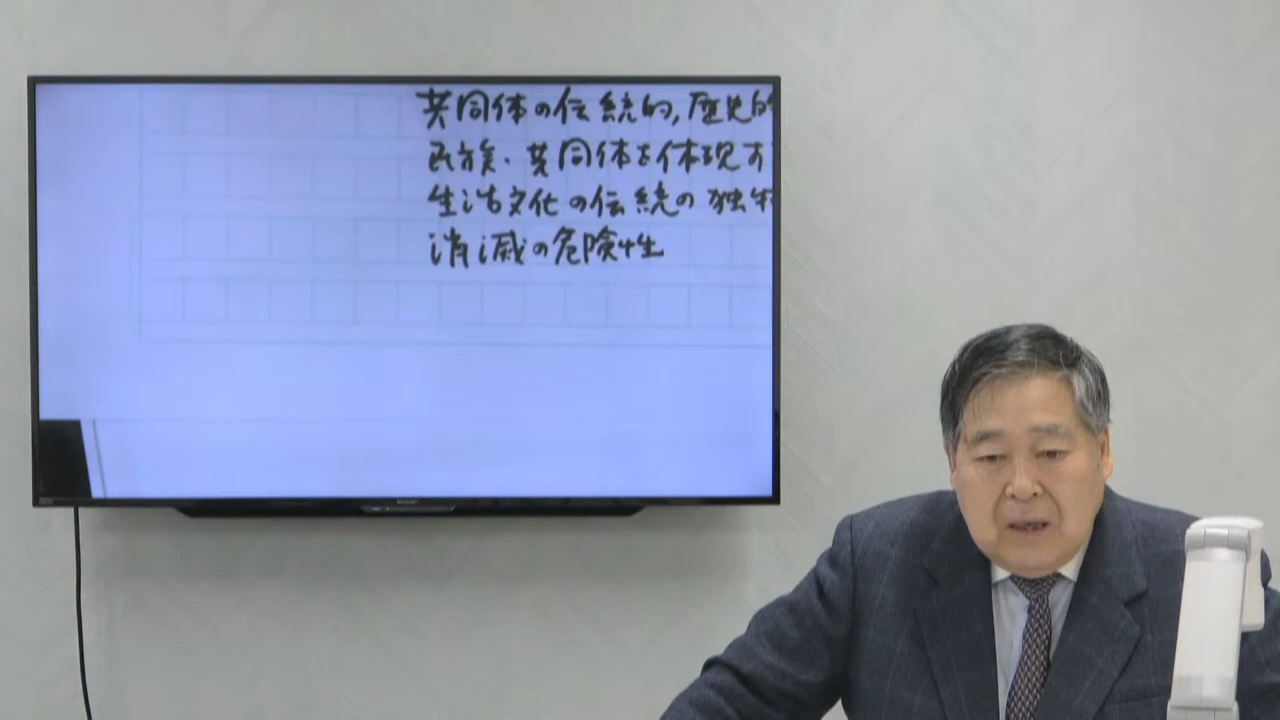 共同体の伝統的,歴史的
民族・共同体を体現す
生活文化の伝統の独特
消滅の危険性